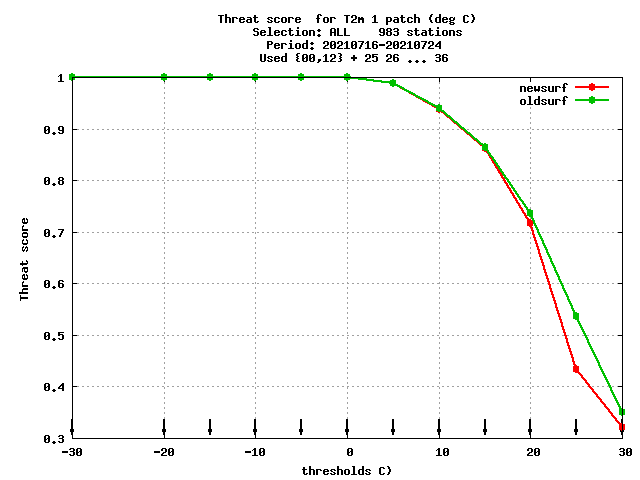 Threat score  for T2m 1 patch (deg C)
Selection: ALL    983 stations
Period: 20210716-20210724
Used {00,12} + 25 26 ... 36
newsurf
oldsurf
1
0.9
0.8
0.7
0.6
0.5
0.4
0.3
Threat score
-30 -20 -10 0 10 20 30
thresholds C)